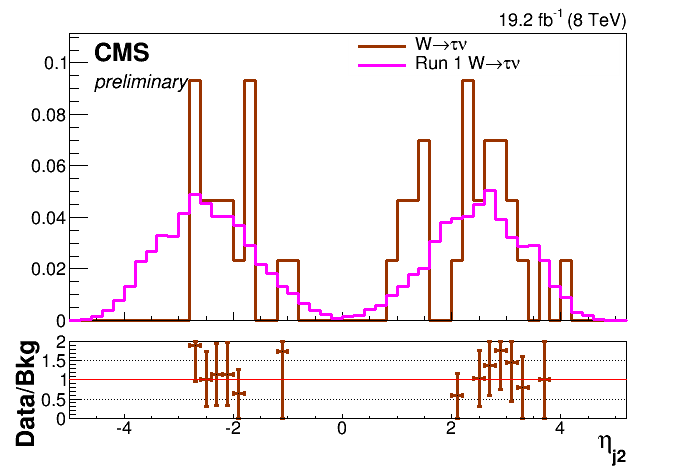 19.2 fb⁻¹ (8 TeV)
CMS
preliminary
W→τν
Run 1 W→τν
0.1
0.08
0.06
0.04
0.02
0
Data/Bkg
2
1.5
1
0.5
0
-4 -2 0 2 4
η_j2